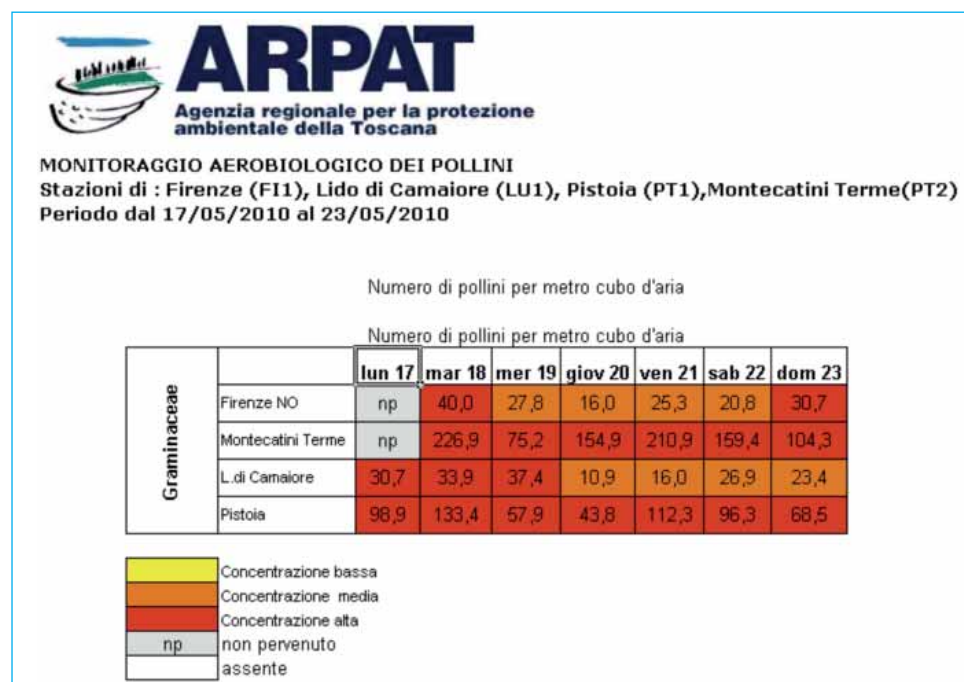 ARPAT
Agenzia regionale per la protezione
ambientale della Toscana
MONITORAGGIO AEROBIOLOGICO DEI POLLINI
Stazioni di : Firenze (FI1), Lido di Camaiore (LU1), Pistoia (PT1),Montecatini Terme(PT2)
Periodo dal 17/05/2010 al 23/05/2010
Numero di pollini per metro cubo d'aria
Numero di pollini per metro cubo d'aria
Graminaceae
lun 17 mar 18 mer 19 giov 20 ven 21 sab 22 dom 23
Firenze NO np 40,0 27,8 16,0 25,3 20,8 30,7
Montecatini Terme np 226,9 75,2 154,9 210,9 159,4 104,3
L.di Camaiore 30,7 33,9 37,4 10,9 16,0 26,9 23,4
Pistoia 98,9 133,4 57,9 43,8 112,3 96,3 68,5
Concentrazione bassa
Concentrazione media
Concentrazione alta
np non pervenuto
assente